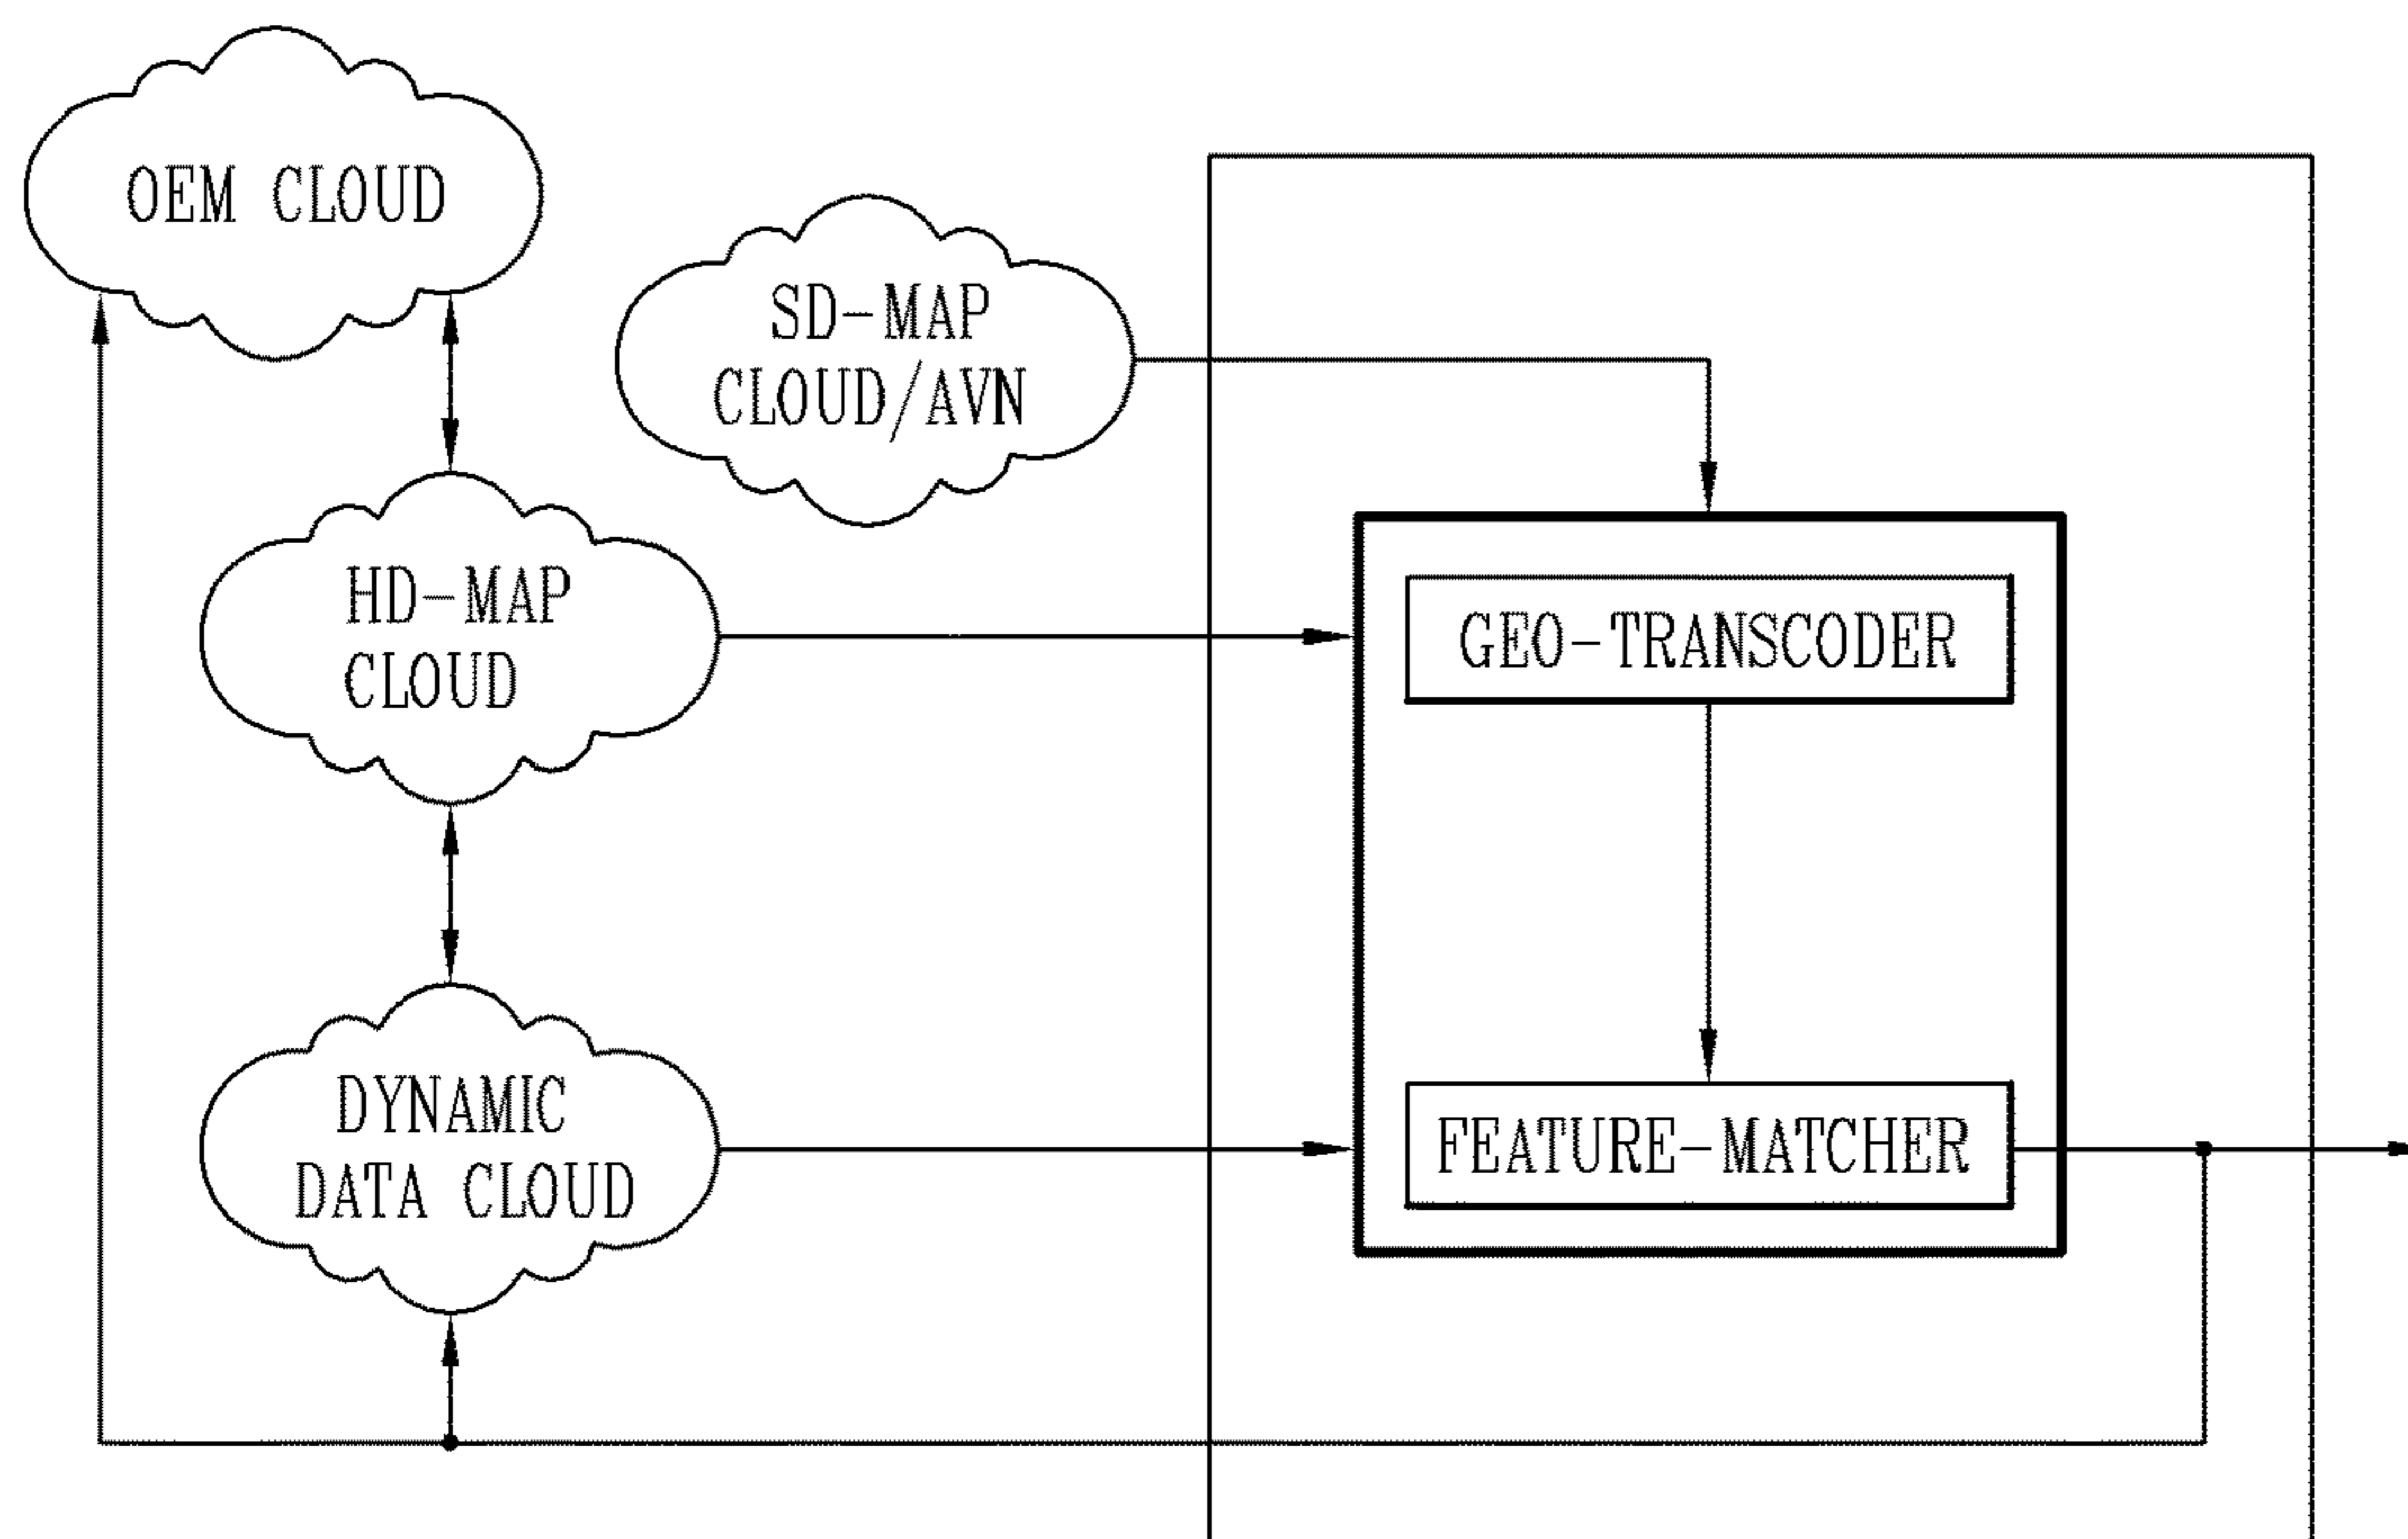 OEM CLOUD
SD-MAP
CLOUD/AVN
HD-MAP
CLOUD
GEO-TRANSCODER
DYNAMIC
DATA CLOUD
FEATURE-MATCHER